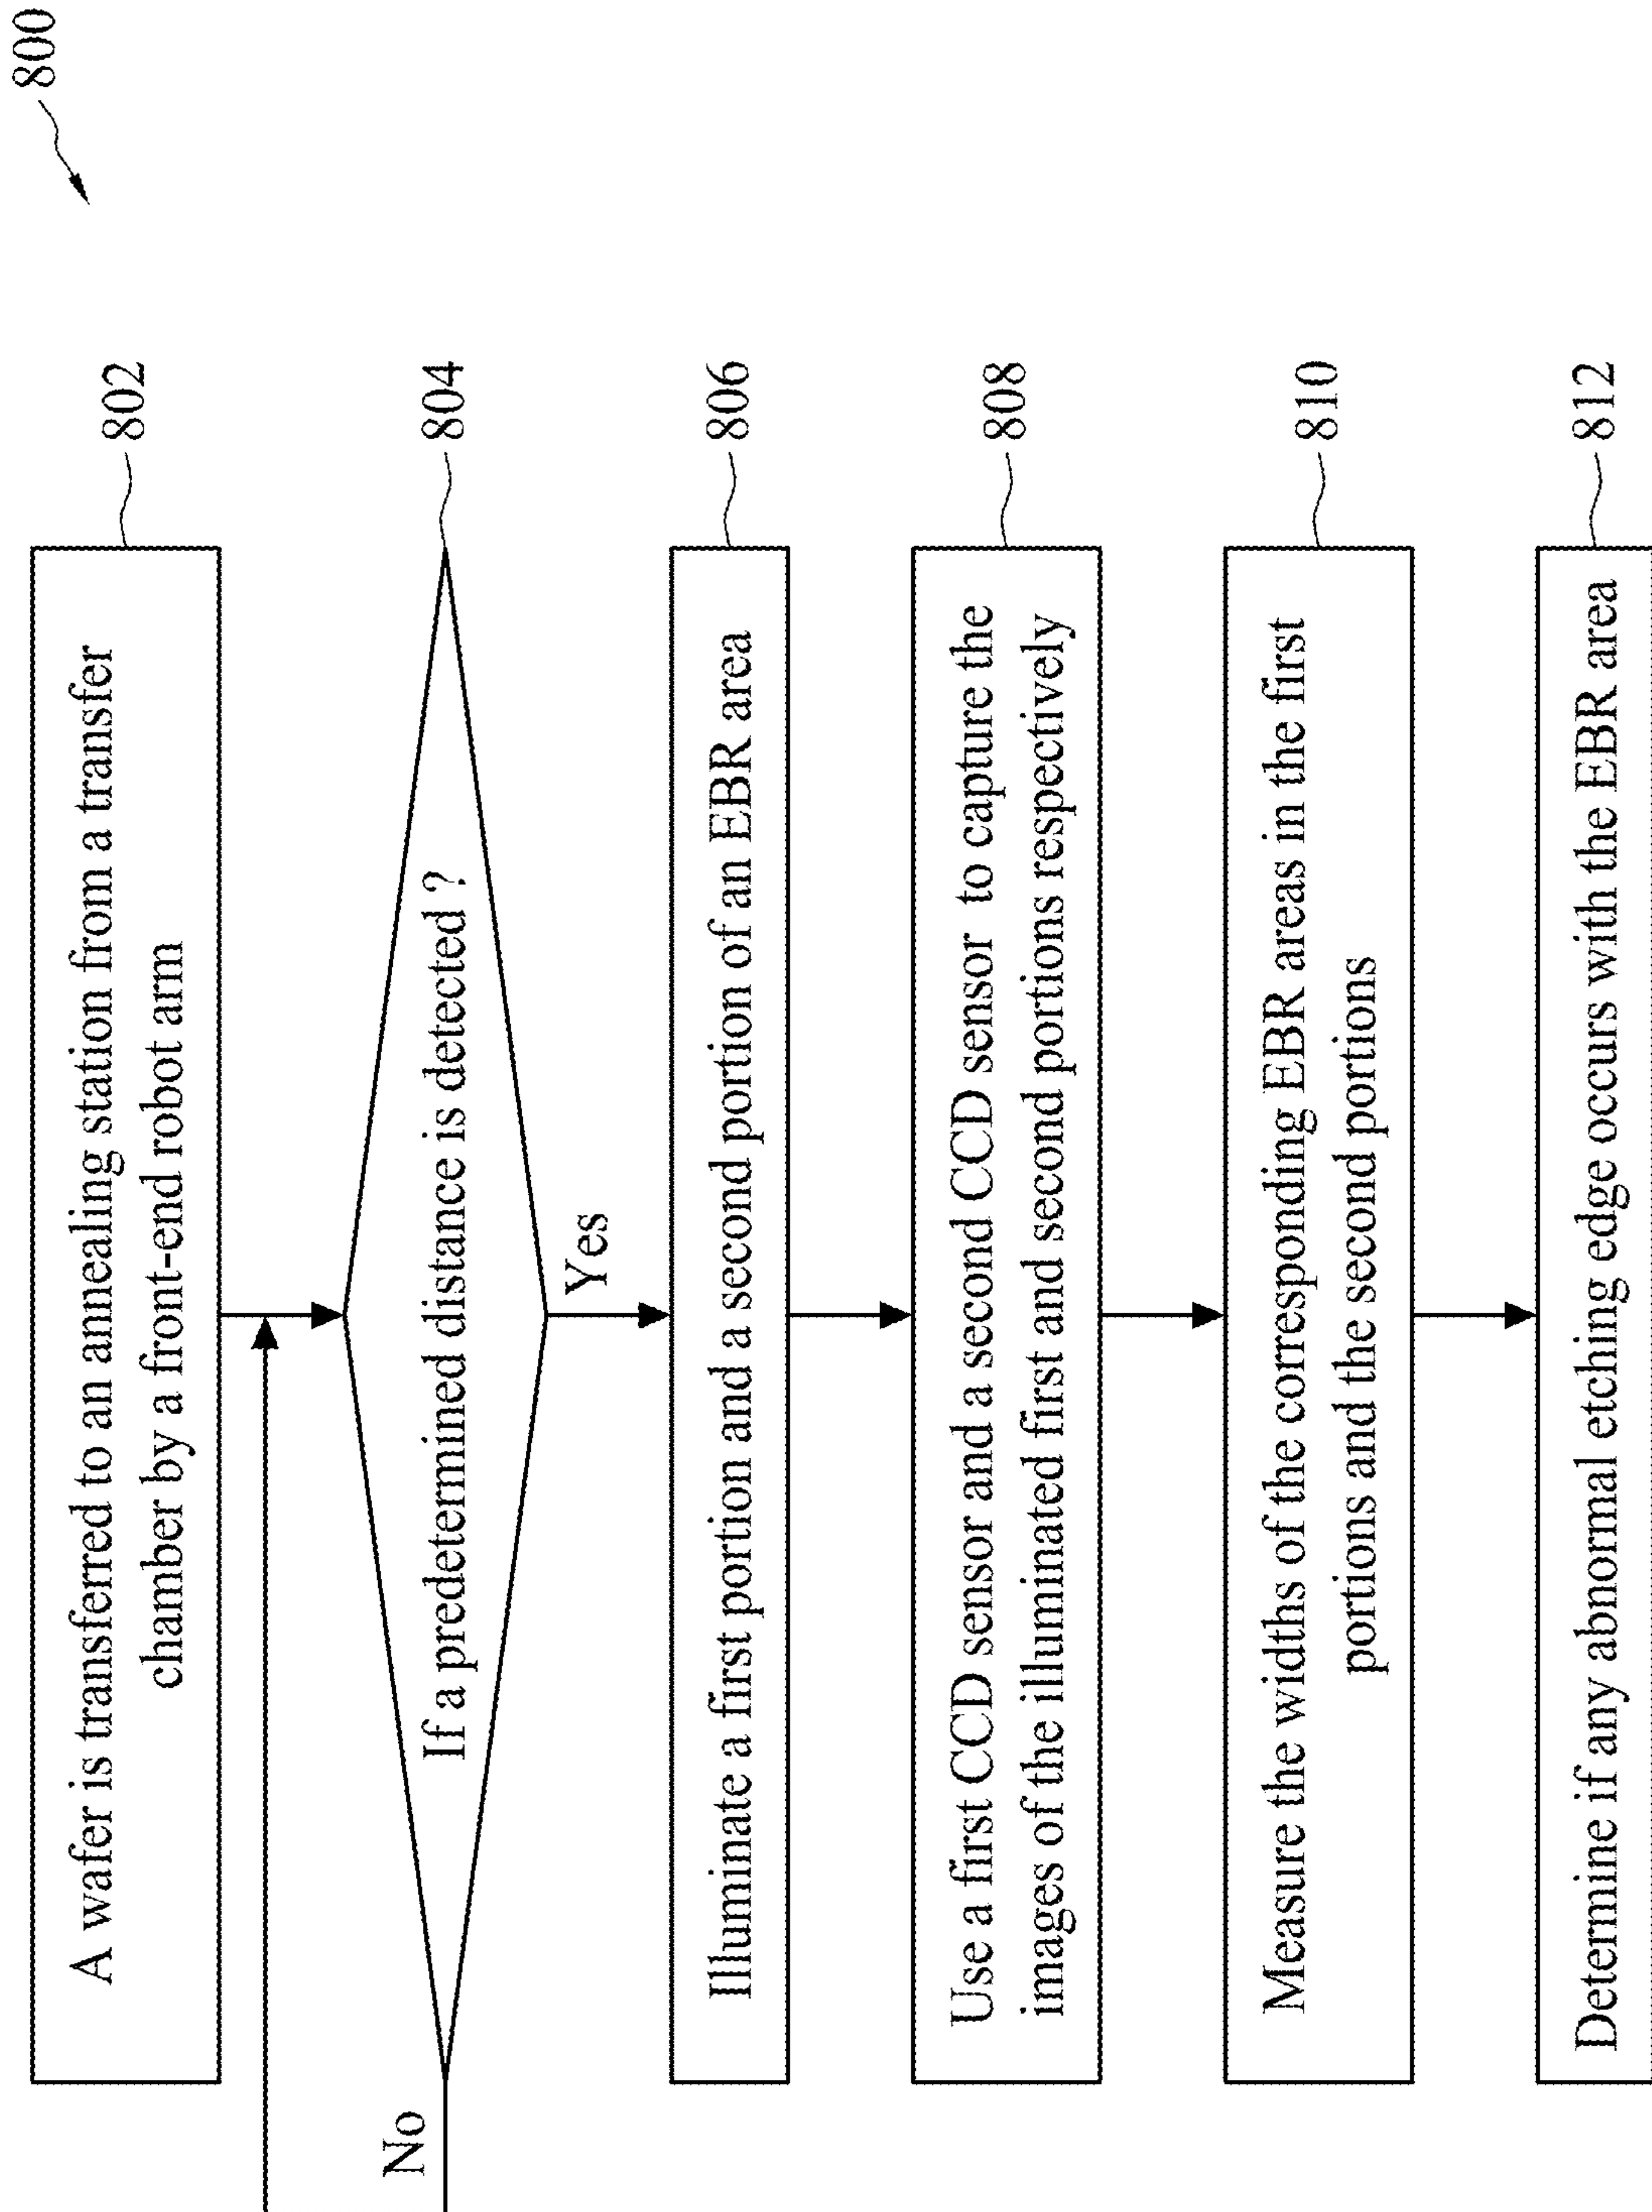 800
A wafer is transferred to an annealing station from a transfer
chamber by a front-end robot arm
802
If a predetermined distance is detected ?
804
No
Yes
Illuminate a first portion and a second portion of an EBR area
806
Use a first CCD sensor and a second CCD sensor to capture the
images of the illuminated first and second portions respectively
808
Measure the widths of the corresponding EBR areas in the first
portions and the second portions
810
Determine if any abnormal etching edge occurs with the EBR area
812